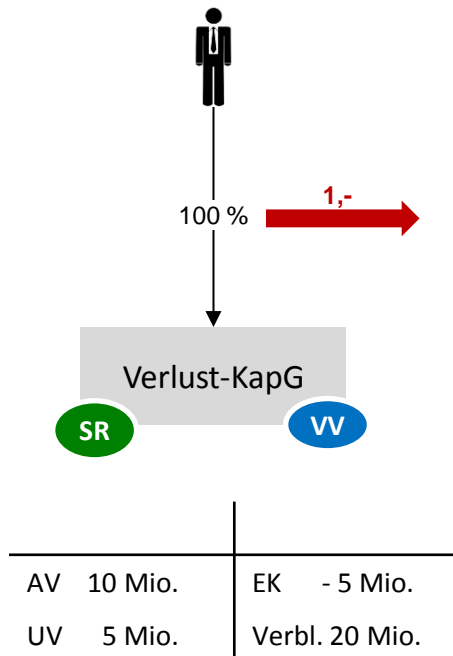 1,-
100 %
Verlust-KapG
SR
VV
AV 10 Mio. EK - 5 Mio.
UV 5 Mio. Verbl. 20 Mio.